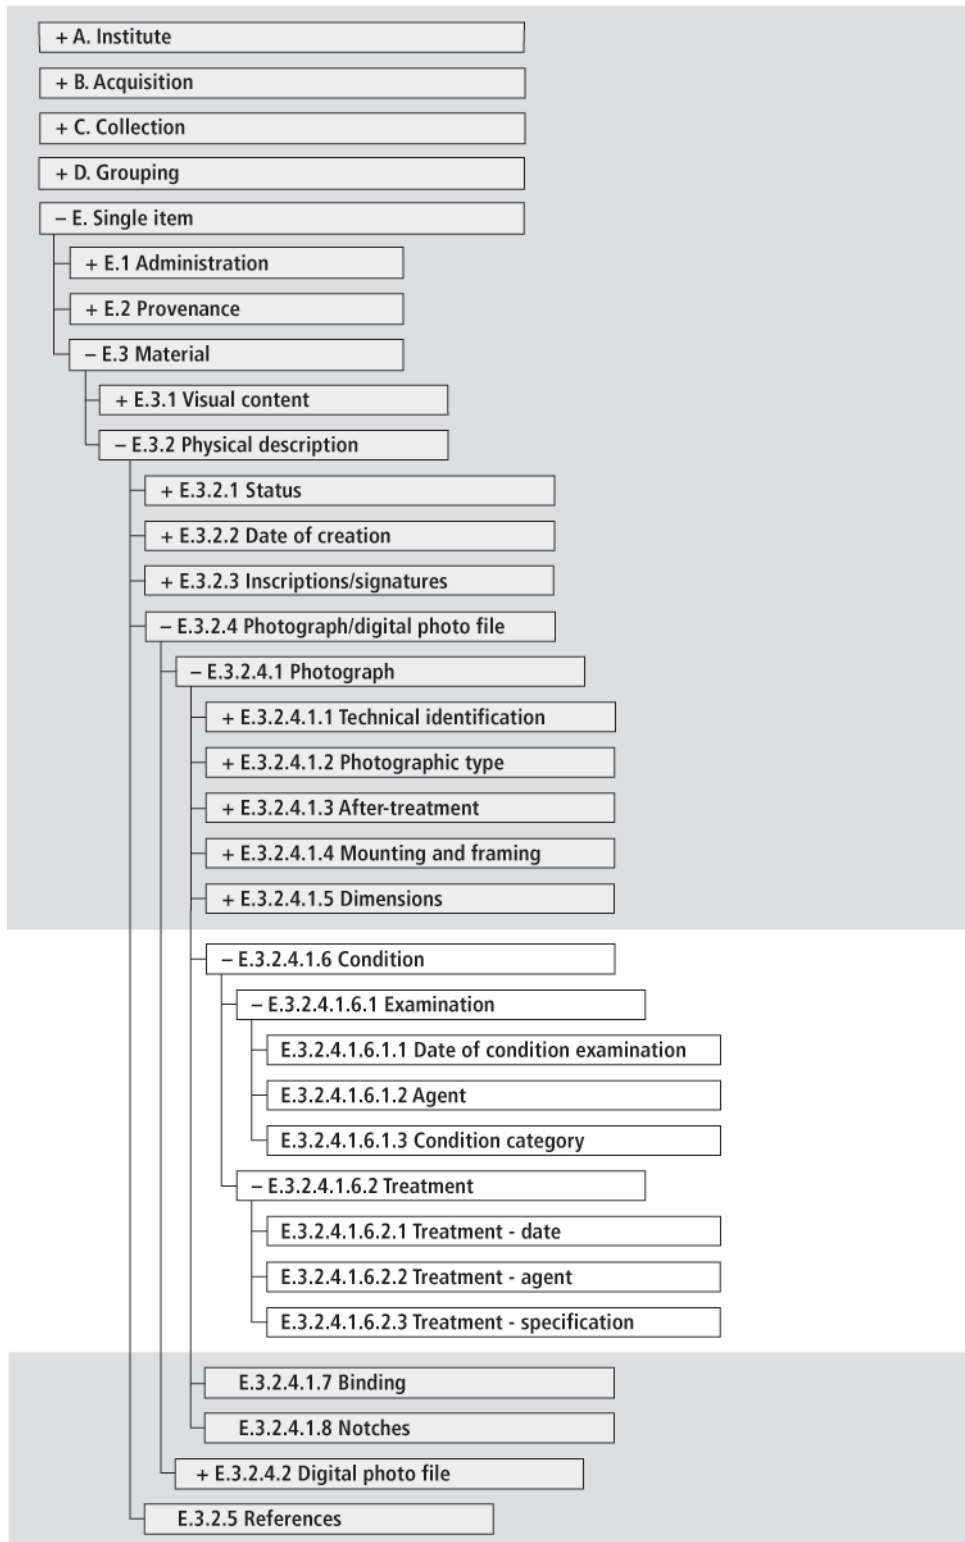 + A. Institute
+ B. Acquisition
+ C. Collection
+ D. Grouping
– E. Single item
+ E.1 Administration
+ E.2 Provenance
– E.3 Material
+ E.3.1 Visual content
– E.3.2 Physical description
+ E.3.2.1 Status
+ E.3.2.2 Date of creation
+ E.3.2.3 Inscriptions/signatures
– E.3.2.4 Photograph/digital photo file
– E.3.2.4.1 Photograph
+ E.3.2.4.1.1 Technical identification
+ E.3.2.4.1.2 Photographic type
+ E.3.2.4.1.3 After-treatment
+ E.3.2.4.1.4 Mounting and framing
+ E.3.2.4.1.5 Dimensions
– E.3.2.4.1.6 Condition
– E.3.2.4.1.6.1 Examination
E.3.2.4.1.6.1.1 Date of condition examination
E.3.2.4.1.6.1.2 Agent
E.3.2.4.1.6.1.3 Condition category
– E.3.2.4.1.6.2 Treatment
E.3.2.4.1.6.2.1 Treatment - date
E.3.2.4.1.6.2.2 Treatment - agent
E.3.2.4.1.6.2.3 Treatment - specification
E.3.2.4.1.7 Binding
E.3.2.4.1.8 Notches
+ E.3.2.4.2 Digital photo file
E.3.2.5 References